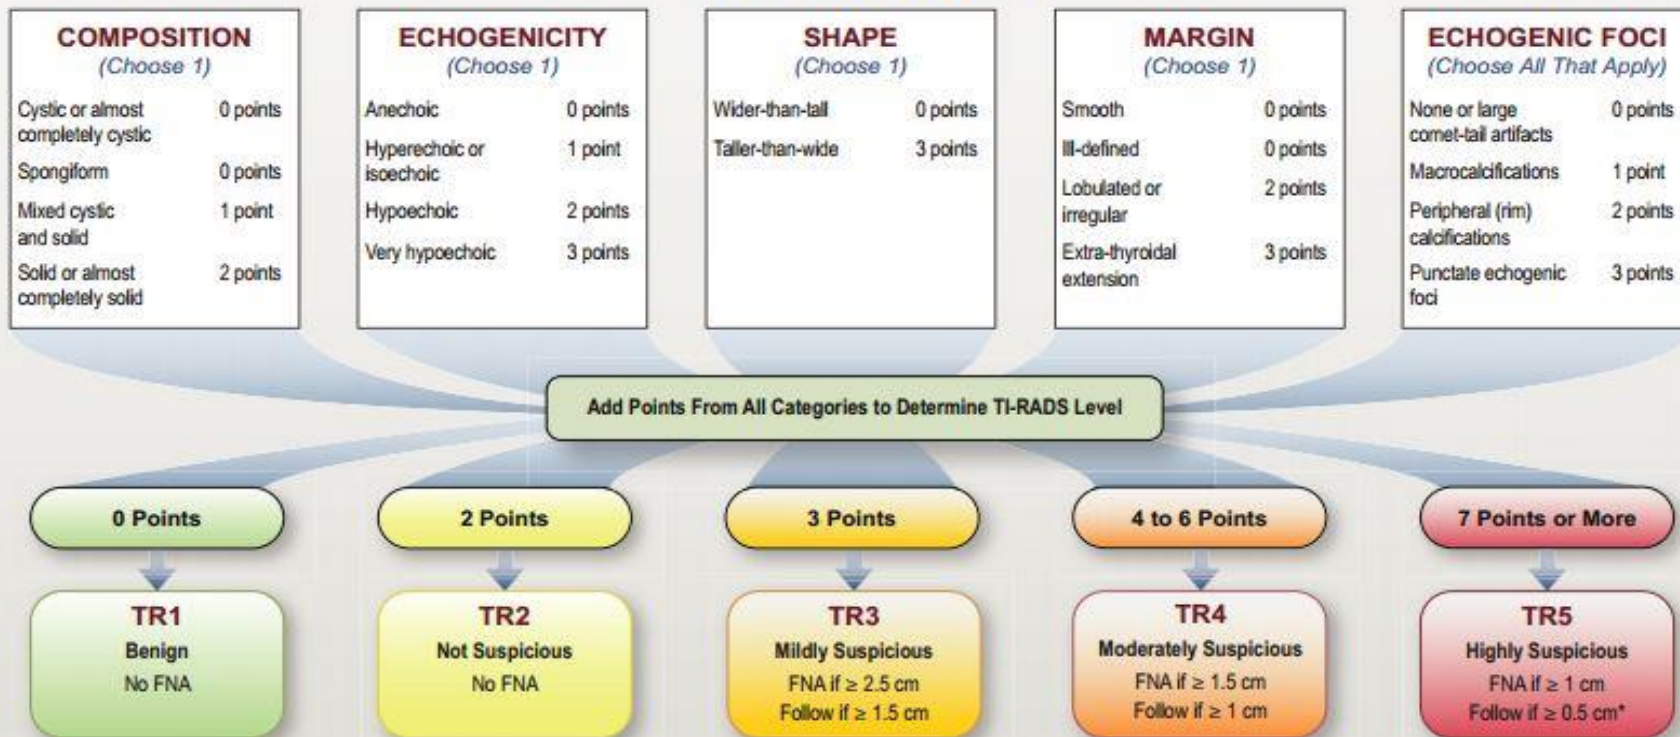 COMPOSITION
(Choose 1)
Cystic or almost completely cystic 0 points
Spongiform 0 points
Mixed cystic and solid 1 point
Solid or almost completely solid 2 points
ECHOGENICITY
(Choose 1)
Anechoic 0 points
Hyperechoic or isoechoic 1 point
Hypoechoic 2 points
Very hypoechoic 3 points
SHAPE
(Choose 1)
Wider-than-tall 0 points
Taller-than-wide 3 points
MARGIN
(Choose 1)
Smooth 0 points
Ill-defined 0 points
Lobulated or irregular 2 points
Extra-thyroidal extension 3 points
ECHOGENIC FOCI
(Choose All That Apply)
None or large comet-tail artifacts 0 points
Macrocalcifications 1 point
Peripheral (rim) calcifications 2 points
Punctate echogenic foci 3 points
Add Points From All Categories to Determine TI-RADS Level
0 Points
2 Points
3 Points
4 to 6 Points
7 Points or More
TR1
Benign
No FNA
TR2
Not Suspicious
No FNA
TR3
Mildly Suspicious
FNA if ≥ 2.5 cm
Follow if ≥ 1.5 cm
TR4
Moderately Suspicious
FNA if ≥ 1.5 cm
Follow if ≥ 1 cm
TR5
Highly Suspicious
FNA if ≥ 1 cm
Follow if ≥ 0.5 cm*